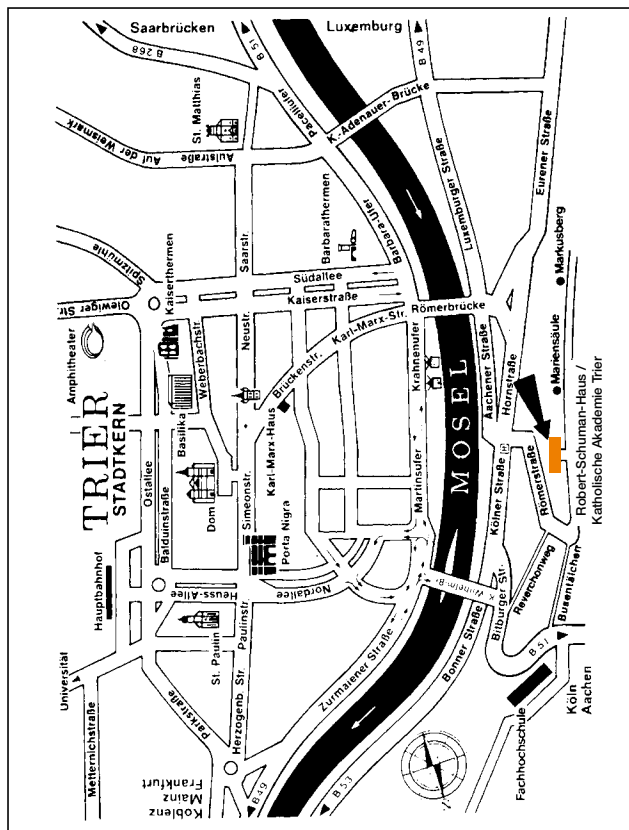 Saarbrücken
Luxemburg
B 268
B 51
B 49
Auf der Weismark
St. Matthias
Pacelliufer
K.-Adenauer-Brücke
Aulstraße
Eurener Straße
Luxemburger Straße
Spitzmühle
Saarstr.
Barbarathermen
Barbara-Ufer
Kaiserthermen
Südallee
Olewiger Str.
Kaiserstraße
Römerbrücke
Markusberg
Amphitheater
Weberbachstr.
Neustr.
Karl-Marx-Str.
Krahnenufer
Aachener Straße
Hornstraße
Mariensäule
Brückenstr.
TRIER
STADTKERN
Basilika
Karl-Marx-Haus
MOSEL
Robert-Schuman-Haus /
Katholische Akademie Trier
Ostallee
Balduinstraße
Dom
Simeonstr.
Porta Nigra
Martinsufer
Kölner Straße
Römerstraße
Hauptbahnhof
Heuss-Allee
Nordallee
K.-Wilhelm-Br.
Bitburger Str.
Reverchonweg
Busentälchen
St. Paulin
Paulinstr.
Universität
Zurmaiener Straße
Bonner Straße
B 51
Metternichstraße
Parkstraße
Herzogenb. Str.
Fachhochschule
Köln
Aachen
Koblenz
Mainz
Frankfurt
B 49
B 53